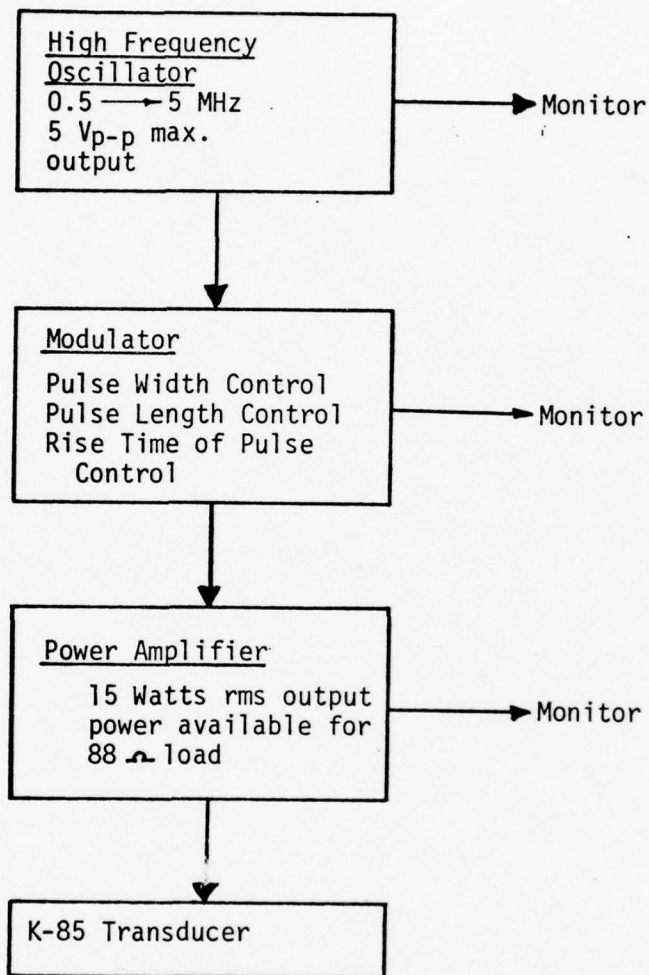 High Frequency
Oscillator
0.5 → 5 MHz
5 Vp-p max.
output
Monitor
Modulator
Pulse Width Control
Pulse Length Control
Rise Time of Pulse
Control
Monitor
Power Amplifier
15 Watts rms output
power available for
88 Ω load
Monitor
K-85 Transducer